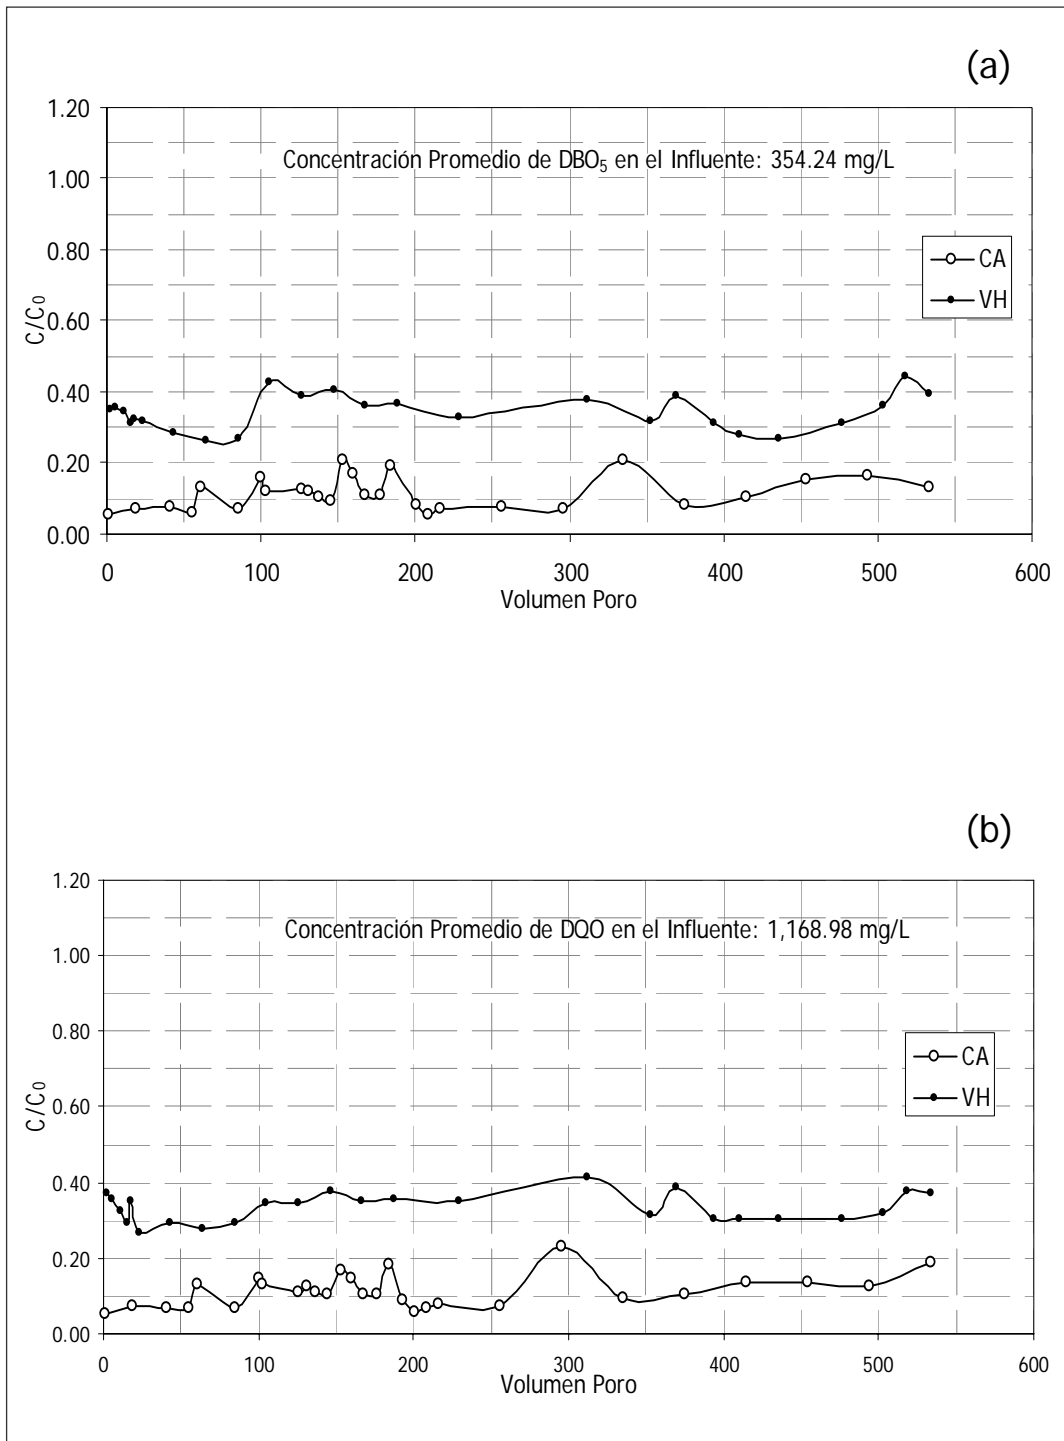 (a)
1.20
1.00
0.80
0.60
0.40
0.20
0.00
C/C₀
Concentración Promedio de DBO₅ en el Influente: 354.24 mg/L
CA
VH
0 100 200 300 400 500 600
Volumen Poro
(b)
1.20
1.00
0.80
0.60
0.40
0.20
0.00
C/C₀
Concentración Promedio de DQO en el Influente: 1,168.98 mg/L
CA
VH
0 100 200 300 400 500 600
Volumen Poro